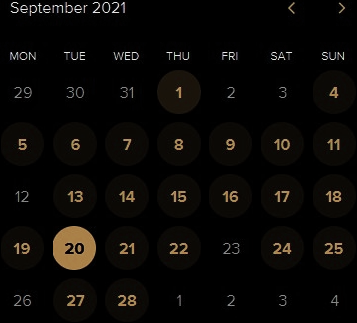 September 2021 < >
MON TUE WED THU FRI SAT SUN
29 30 31 1 2 3 4
5 6 7 8 9 10 11
12 13 14 15 16 17 18
19 20 21 22 23 24 25
26 27 28 1 2 3 4